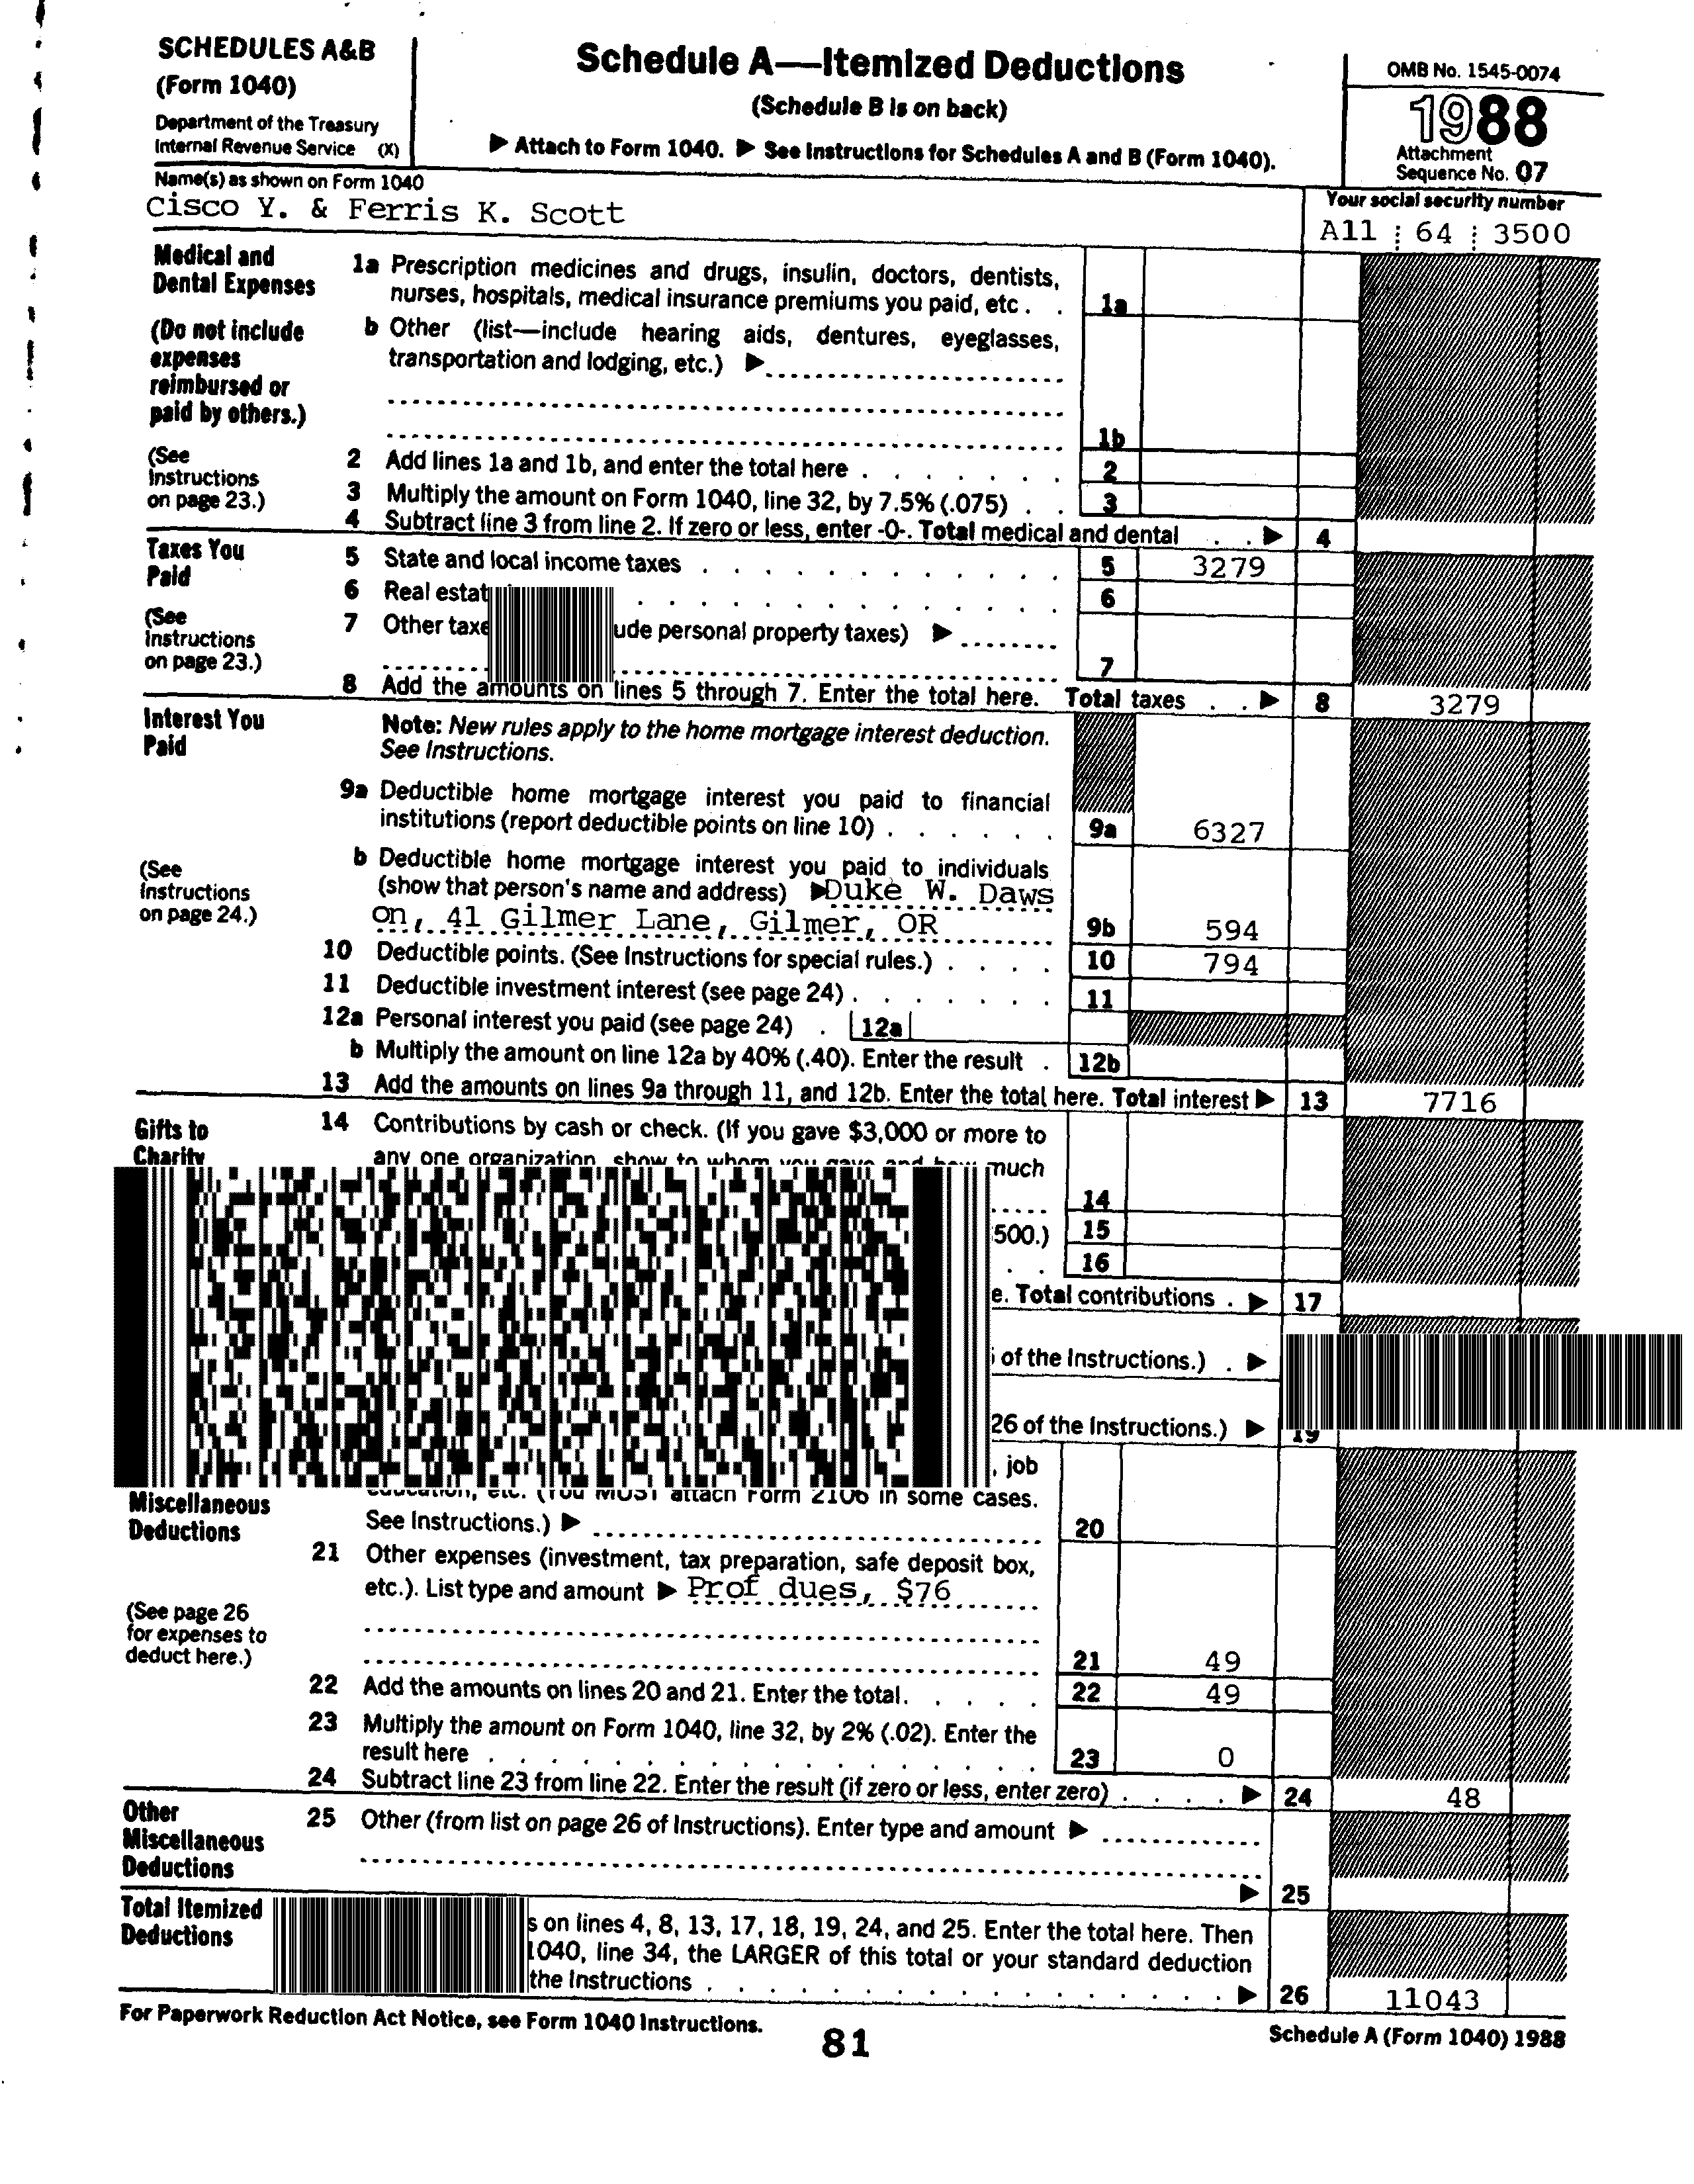 SCHEDULES A&B
(Form 1040)
Department of the Treasury
Internal Revenue Service (X)
Schedule A—Itemized Deductions
(Schedule B is on back)
▶ Attach to Form 1040. ▶ See Instructions for Schedules A and B (Form 1040).
OMB No. 1545-0074
1988
Attachment
Sequence No. 07
Name(s) as shown on Form 1040
Cisco Y. & Ferris K. Scott
Your social security number
A11 64 3500
Medical and
Dental Expenses
(Do not include
expenses
reimbursed or
paid by others.)
(See
Instructions
on page 23.)
1a Prescription medicines and drugs, insulin, doctors, dentists,
nurses, hospitals, medical insurance premiums you paid, etc . . 1a
b Other (list—include hearing aids, dentures, eyeglasses,
transportation and lodging, etc.) ▶
1b
2 Add lines 1a and 1b, and enter the total here . . . . . . 2
3 Multiply the amount on Form 1040, line 32, by 7.5% (.075) . . 3
4 Subtract line 3 from line 2. If zero or less, enter -0-. Total medical and dental . . ▶ 4
Taxes You
Paid
(See
Instructions
on page 23.)
5 State and local income taxes . . . . . . . . . . . 5 3279
6 Real estat . . . . . . . . . . . . 6
7 Other taxe ude personal property taxes) ▶
7
8 Add the amounts on lines 5 through 7. Enter the total here. Total taxes . . ▶ 8 3279
Interest You
Paid
(See
Instructions
on page 24.)
Note: New rules apply to the home mortgage interest deduction.
See Instructions.
9a Deductible home mortgage interest you paid to financial
institutions (report deductible points on line 10) . . . . . . 9a 6327
b Deductible home mortgage interest you paid to individuals
(show that person's name and address) ▶ Duke W. Daws
on, 41 Gilmer Lane, Gilmer, OR 9b 594
10 Deductible points. (See Instructions for special rules.) . . . . 10 794
11 Deductible investment interest (see page 24) . . . . . . . 11
12a Personal interest you paid (see page 24) . 12a
b Multiply the amount on line 12a by 40% (.40). Enter the result . 12b
13 Add the amounts on lines 9a through 11, and 12b. Enter the total here. Total interest ▶ 13 7716
Gifts to
Charity
14 Contributions by cash or check. (If you gave $3,000 or more to
any one organization, show to whom you gave and how much
14
500.) 15
. . 16
e. Total contributions . ▶ 17
of the Instructions.) . ▶
26 of the Instructions.) ▶ 19
, job
Miscellaneous
Deductions
(See page 26
for expenses to
deduct here.)
education, etc. (You MUST attach Form 2106 in some cases.
See Instructions.) ▶ 20
21 Other expenses (investment, tax preparation, safe deposit box,
etc.). List type and amount ▶ Prof dues, $76
21 49
22 Add the amounts on lines 20 and 21. Enter the total. . . . . 22 49
23 Multiply the amount on Form 1040, line 32, by 2% (.02). Enter the
result here . . . . . . . . . . . . . . . . 23 0
24 Subtract line 23 from line 22. Enter the result (if zero or less, enter zero) . . . . ▶ 24 48
Other
Miscellaneous
Deductions
25 Other (from list on page 26 of Instructions). Enter type and amount ▶
▶ 25
Total Itemized
Deductions
s on lines 4, 8, 13, 17, 18, 19, 24, and 25. Enter the total here. Then
1040, line 34, the LARGER of this total or your standard deduction
the Instructions . . . . . . . . . . . . . . . . ▶ 26 11043
For Paperwork Reduction Act Notice, see Form 1040 Instructions.
81
Schedule A (Form 1040) 1988